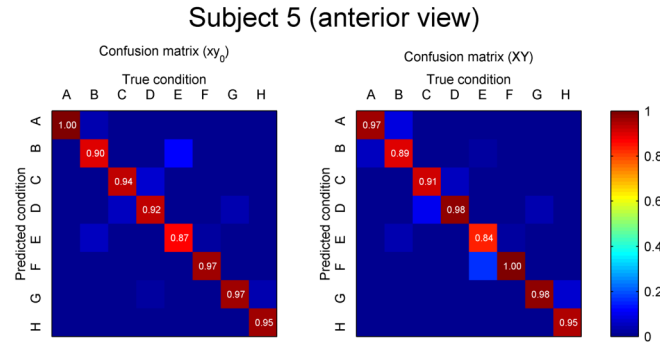 Subject 5 (anterior view)
Confusion matrix (xy0)
True condition
A B C D E F G H
Predicted condition
A
B
C
D
E
F
G
H
1.00
0.90
0.94
0.92
0.87
0.97
0.97
0.95
Confusion matrix (XY)
True condition
A B C D E F G H
Predicted condition
A
B
C
D
E
F
G
H
0.97
0.89
0.91
0.98
0.84
1.00
0.98
0.95
1
0.8
0.6
0.4
0.2
0